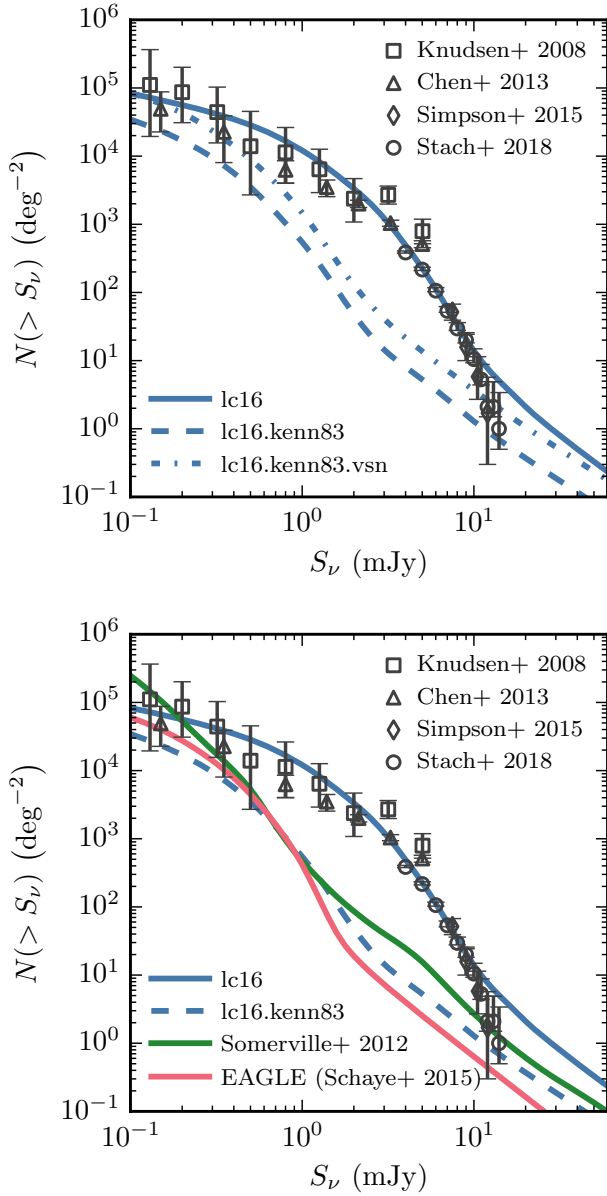 10^6
10^5
10^4
10^3
10^2
10^1
10^0
10^−1
N(> S_ν) (deg^−2)
Knudsen+ 2008
Chen+ 2013
Simpson+ 2015
Stach+ 2018
lc16
lc16.kenn83
lc16.kenn83.vsn
10^−1 10^0 10^1
S_ν (mJy)
10^6
10^5
10^4
10^3
10^2
10^1
10^0
10^−1
N(> S_ν) (deg^−2)
Knudsen+ 2008
Chen+ 2013
Simpson+ 2015
Stach+ 2018
lc16
lc16.kenn83
Somerville+ 2012
EAGLE (Schaye+ 2015)
10^−1 10^0 10^1
S_ν (mJy)